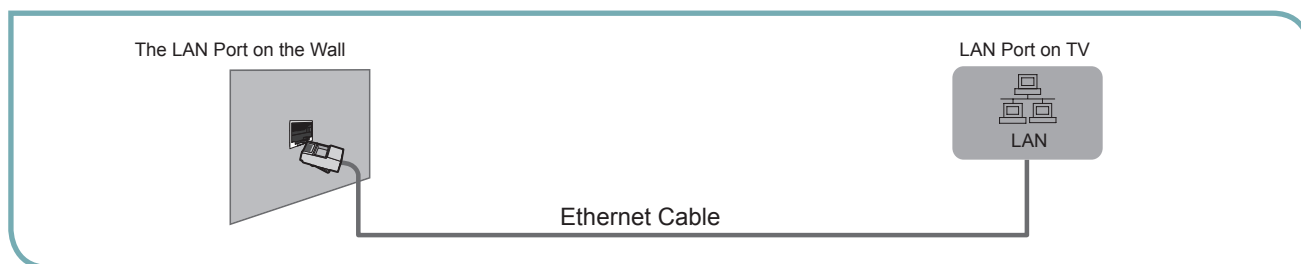 The LAN Port on the Wall
LAN Port on TV
LAN
Ethernet Cable